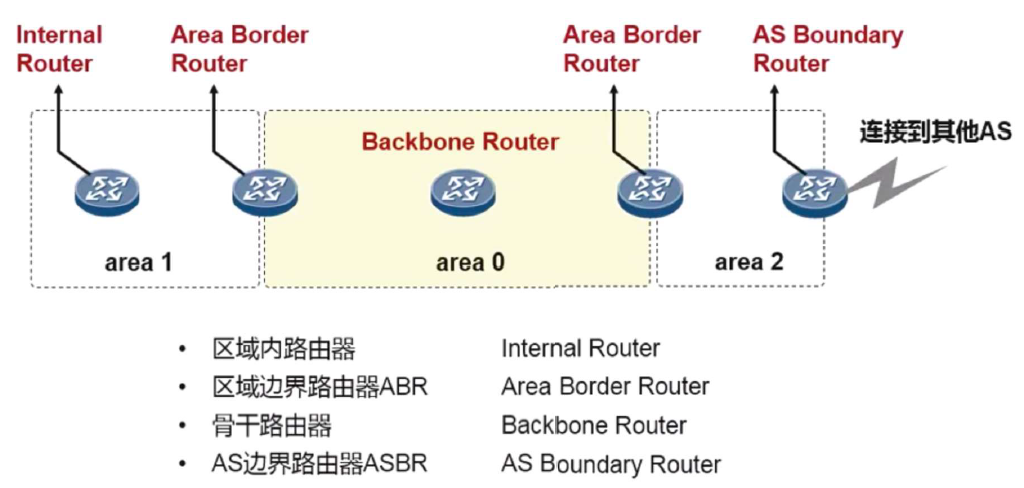 Internal Router
Area Border Router
Area Border Router
AS Boundary Router
连接到其他AS
Backbone Router
area 1
area 0
area 2
• 区域内路由器 Internal Router
• 区域边界路由器ABR Area Border Router
• 骨干路由器 Backbone Router
• AS边界路由器ASBR AS Boundary Router